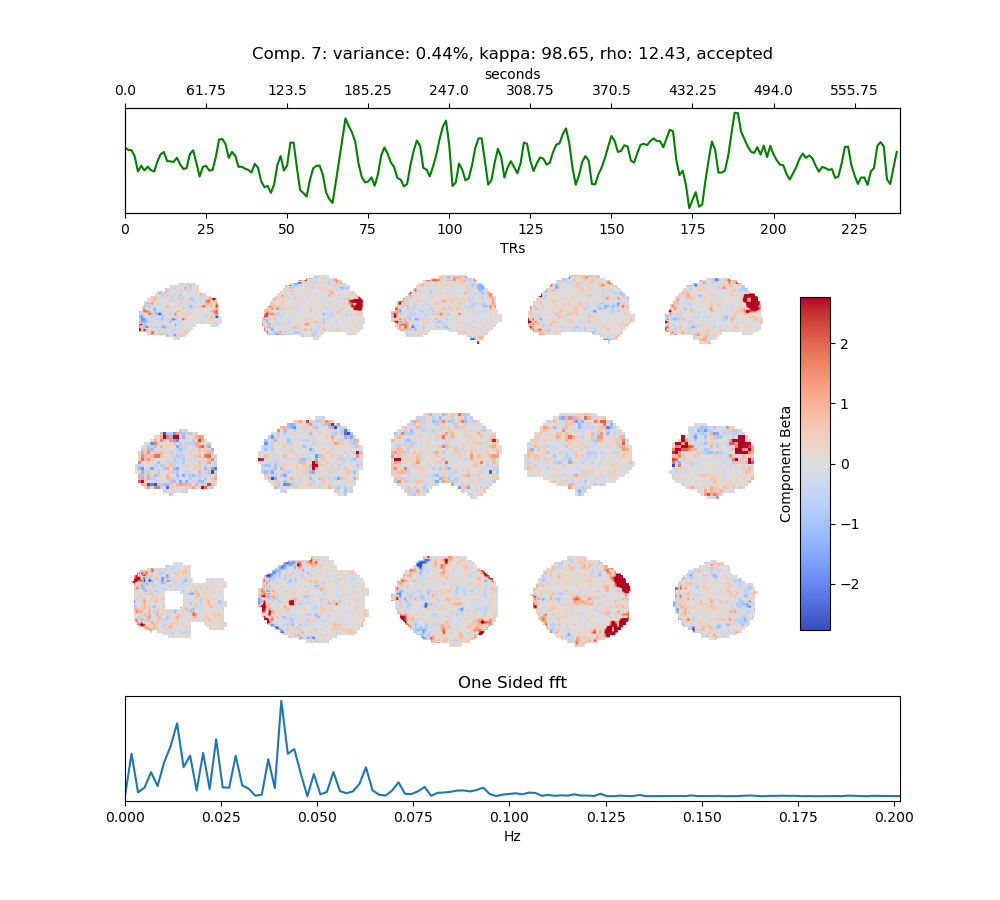 Comp. 7: variance: 0.44%, kappa: 98.65, rho: 12.43, accepted
seconds
0.0 61.75 123.5 185.25 247.0 308.75 370.5 432.25 494.0 555.75
0 25 50 75 100 125 150 175 200 225
TRs
2
1
0
−1
−2
Component Beta
One Sided fft
0.000 0.025 0.050 0.075 0.100 0.125 0.150 0.175 0.200
Hz